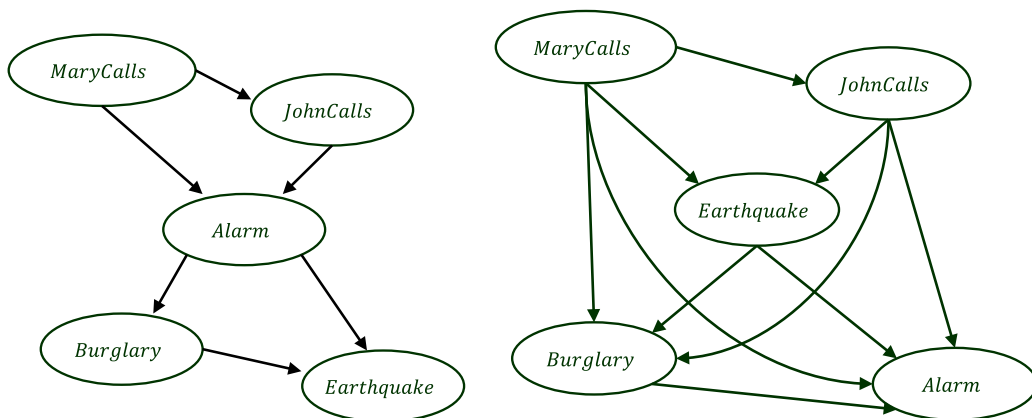 MaryCalls
JohnCalls
Alarm
Burglary
Earthquake
MaryCalls
JohnCalls
Earthquake
Burglary
Alarm